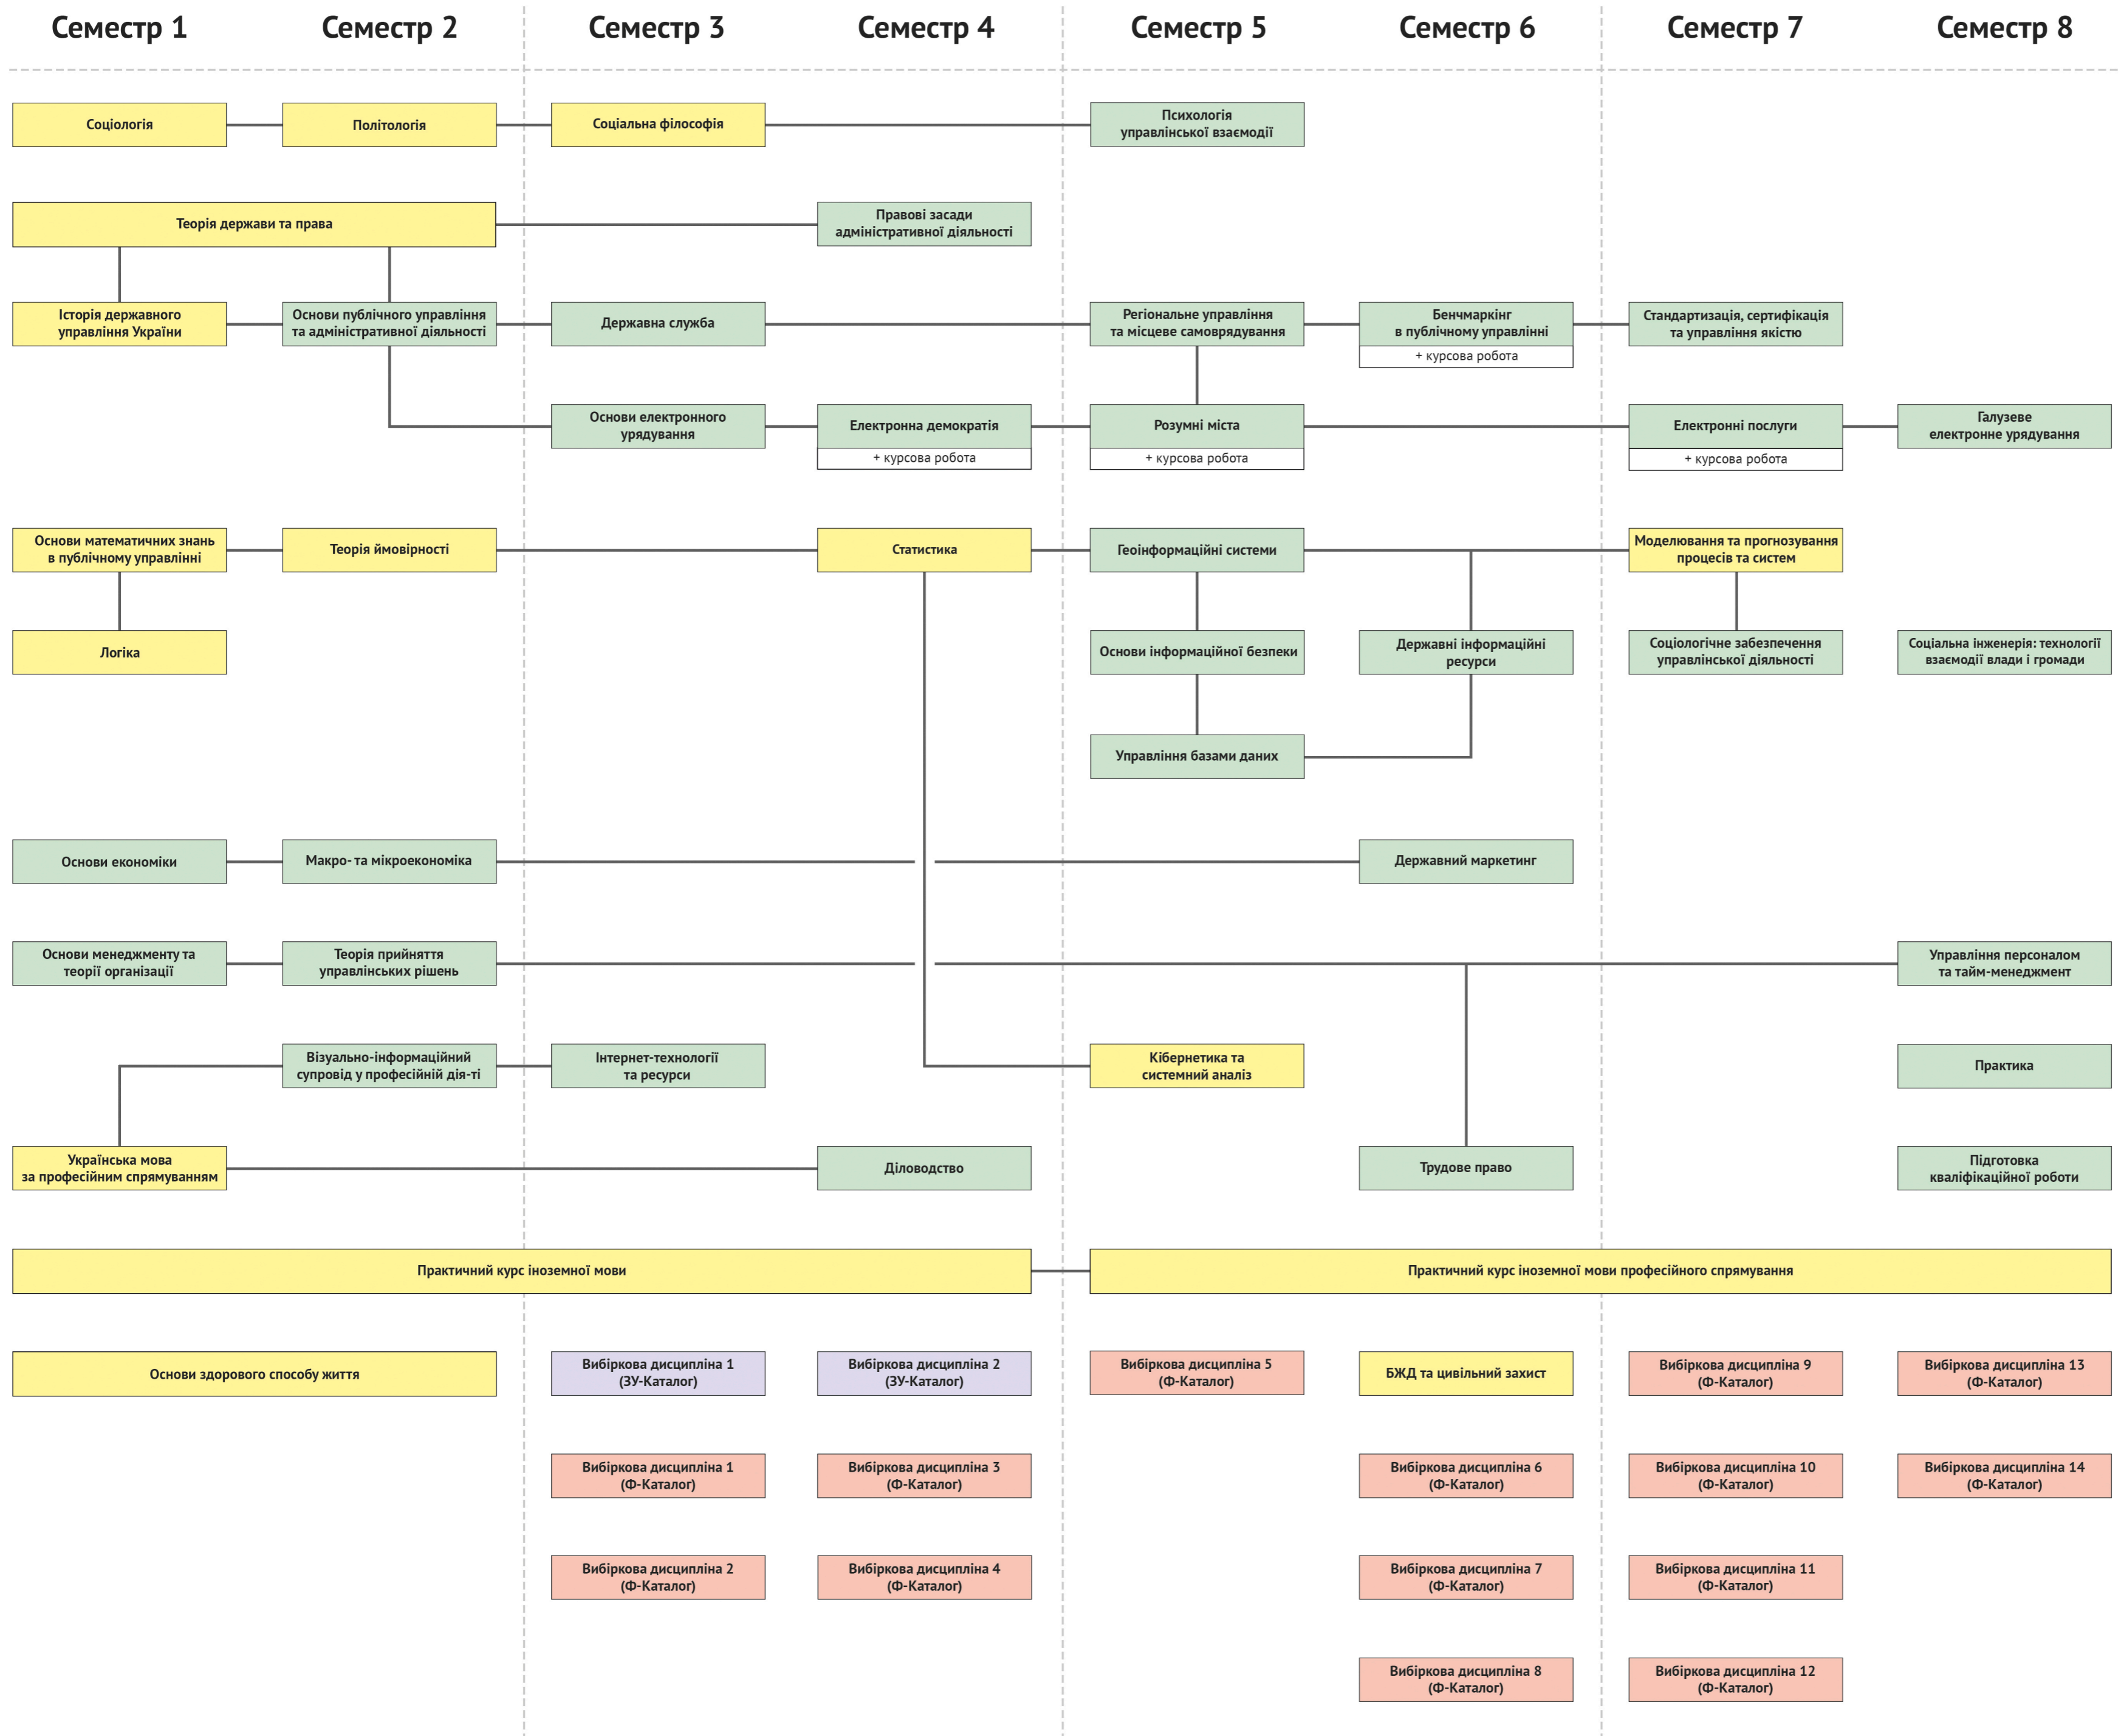 Семестр 1
Семестр 2
Семестр 3
Семестр 4
Семестр 5
Семестр 6
Семестр 7
Семестр 8
Соціологія
Політологія
Соціальна філософія
Психологія
управлінської взаємодії
Теорія держави та права
Правові засади
адміністративної діяльності
Історія державного
управління України
Основи публічного управління
та адміністративної діяльності
Державна служба
Регіональне управління
та місцеве самоврядування
Бенчмаркінг
в публічному управлінні
+ курсова робота
Стандартизація, сертифікація
та управління якістю
Основи електронного
урядування
Електронна демократія
+ курсова робота
Розумні міста
+ курсова робота
Електронні послуги
+ курсова робота
Галузеве
електронне урядування
Основи математичних знань
в публічному управлінні
Теорія ймовірності
Статистика
Геоінформаційні системи
Моделювання та прогнозування
процесів та систем
Логіка
Основи інформаційної безпеки
Державні інформаційні
ресурси
Соціологічне забезпечення
управлінської діяльності
Соціальна інженерія: технології
взаємодії влади і громади
Управління базами даних
Основи економіки
Макро- та мікроекономіка
Державний маркетинг
Основи менеджменту та
теорії організації
Теорія прийняття
управлінських рішень
Управління персоналом
та тайм-менеджмент
Візуально-інформаційний
супровід у професійній дія-ті
Інтернет-технології
та ресурси
Кібернетика та
системний аналіз
Практика
Українська мова
за професійним спрямуванням
Діловодство
Трудове право
Підготовка
кваліфікаційної роботи
Практичний курс іноземної мови
Практичний курс іноземної мови професійного спрямування
Основи здорового способу життя
Вибіркова дисципліна 1
(ЗУ-Каталог)
Вибіркова дисципліна 2
(ЗУ-Каталог)
Вибіркова дисципліна 5
(Ф-Каталог)
БЖД та цивільний захист
Вибіркова дисципліна 9
(Ф-Каталог)
Вибіркова дисципліна 13
(Ф-Каталог)
Вибіркова дисципліна 1
(Ф-Каталог)
Вибіркова дисципліна 3
(Ф-Каталог)
Вибіркова дисципліна 6
(Ф-Каталог)
Вибіркова дисципліна 10
(Ф-Каталог)
Вибіркова дисципліна 14
(Ф-Каталог)
Вибіркова дисципліна 2
(Ф-Каталог)
Вибіркова дисципліна 4
(Ф-Каталог)
Вибіркова дисципліна 7
(Ф-Каталог)
Вибіркова дисципліна 11
(Ф-Каталог)
Вибіркова дисципліна 8
(Ф-Каталог)
Вибіркова дисципліна 12
(Ф-Каталог)